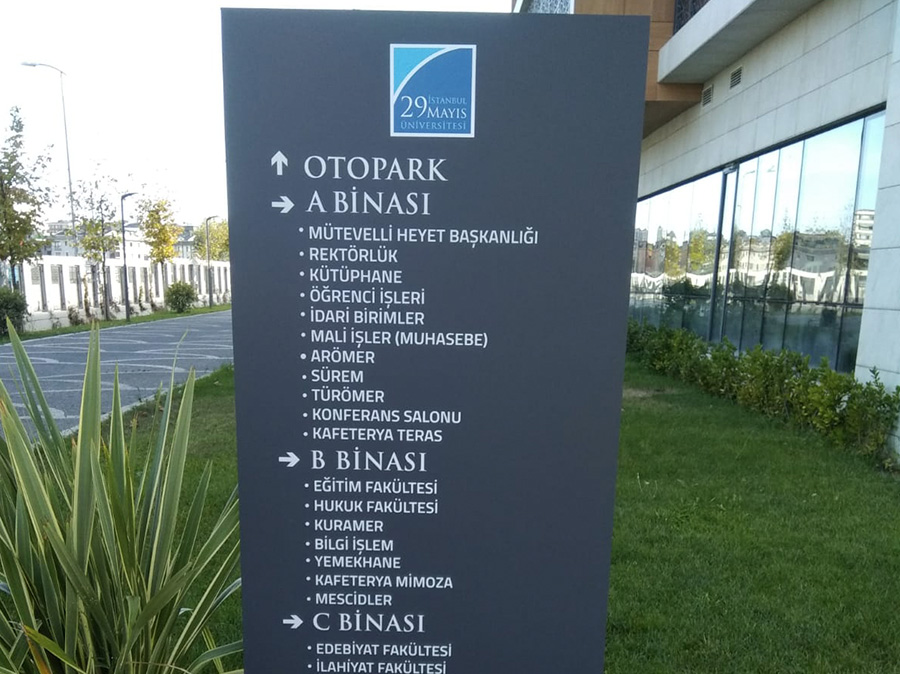 İSTANBUL
29 MAYIS
ÜNİVERSİTESİ
↑ OTOPARK
→ A BİNASI
• MÜTEVELLİ HEYET BAŞKANLIĞI
• REKTÖRLÜK
• KÜTÜPHANE
• ÖĞRENCİ İŞLERİ
• İDARİ BİRİMLER
• MALİ İŞLER (MUHASEBE)
• ARÖMER
• SÜREM
• TÜRÖMER
• KONFERANS SALONU
• KAFETERYA TERAS
→ B BİNASI
• EĞİTİM FAKÜLTESİ
• HUKUK FAKÜLTESİ
• KURAMER
• BİLGİ İŞLEM
• YEMEKHANE
• KAFETERYA MİMOZA
• MESCİDLER
→ C BİNASI
• EDEBİYAT FAKÜLTESİ
• İLAHİYAT FAKÜLTESİ